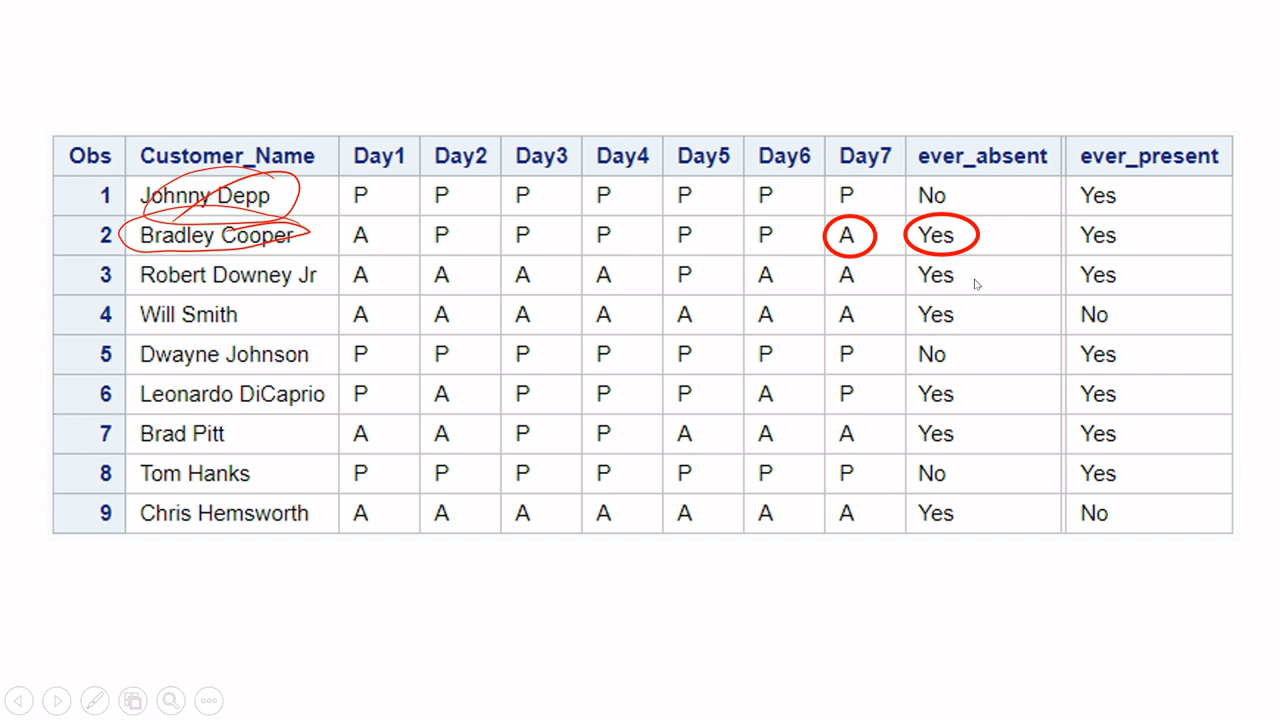 Obs Customer_Name Day1 Day2 Day3 Day4 Day5 Day6 Day7 ever_absent ever_present
1 Johnny Depp P P P P P P P No Yes
2 Bradley Cooper A P P P P P A Yes Yes
3 Robert Downey Jr A A A A P A A Yes Yes
4 Will Smith A A A A A A A Yes No
5 Dwayne Johnson P P P P P P P No Yes
6 Leonardo DiCaprio P A P P P A P Yes Yes
7 Brad Pitt A A P P A A A Yes Yes
8 Tom Hanks P P P P P P P No Yes
9 Chris Hemsworth A A A A A A A Yes No